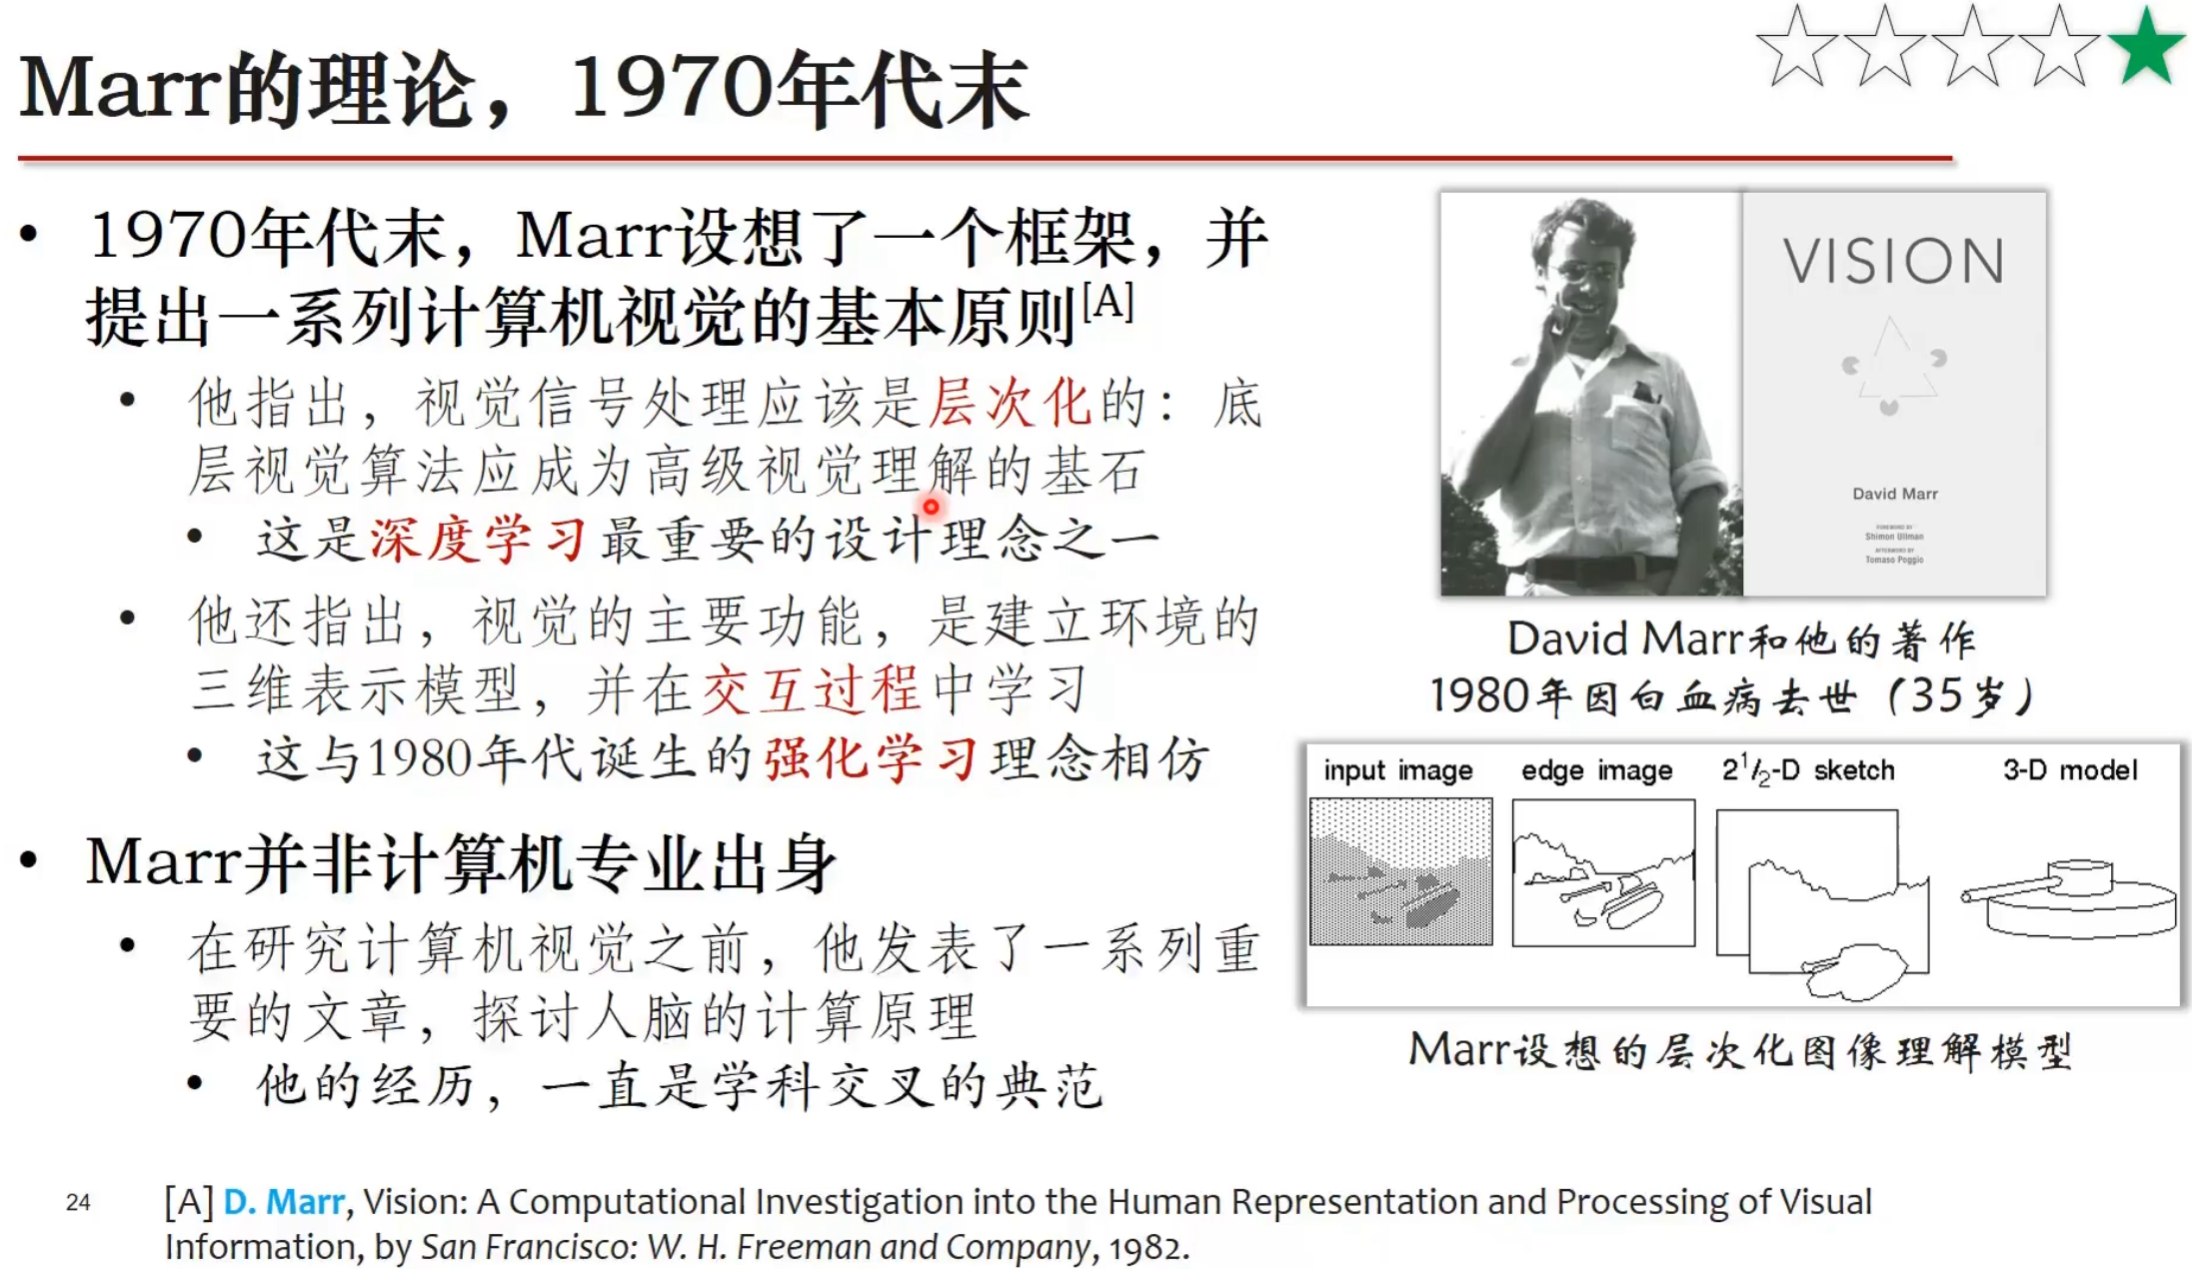 Marr的理论，1970年代末
• 1970年代末，Marr设想了一个框架，并
提出一系列计算机视觉的基本原则[A]
• 他指出，视觉信号处理应该是层次化的：底
层视觉算法应成为高级视觉理解的基石
• 这是深度学习最重要的设计理念之一
• 他还指出，视觉的主要功能，是建立环境的
三维表示模型，并在交互过程中学习
• 这与1980年代诞生的强化学习理念相仿
• Marr并非计算机专业出身
• 在研究计算机视觉之前，他发表了一系列重
要的文章，探讨人脑的计算原理
• 他的经历，一直是学科交叉的典范
VISION
David Marr
FOREWORD BY
Shimon Ullman
AFTERWORD BY
Tomaso Poggio
David Marr和他的著作
1980年因白血病去世（35岁）
input image edge image 2½-D sketch 3-D model
Marr设想的层次化图像理解模型
24
[A] D. Marr, Vision: A Computational Investigation into the Human Representation and Processing of Visual
Information, by San Francisco: W. H. Freeman and Company, 1982.